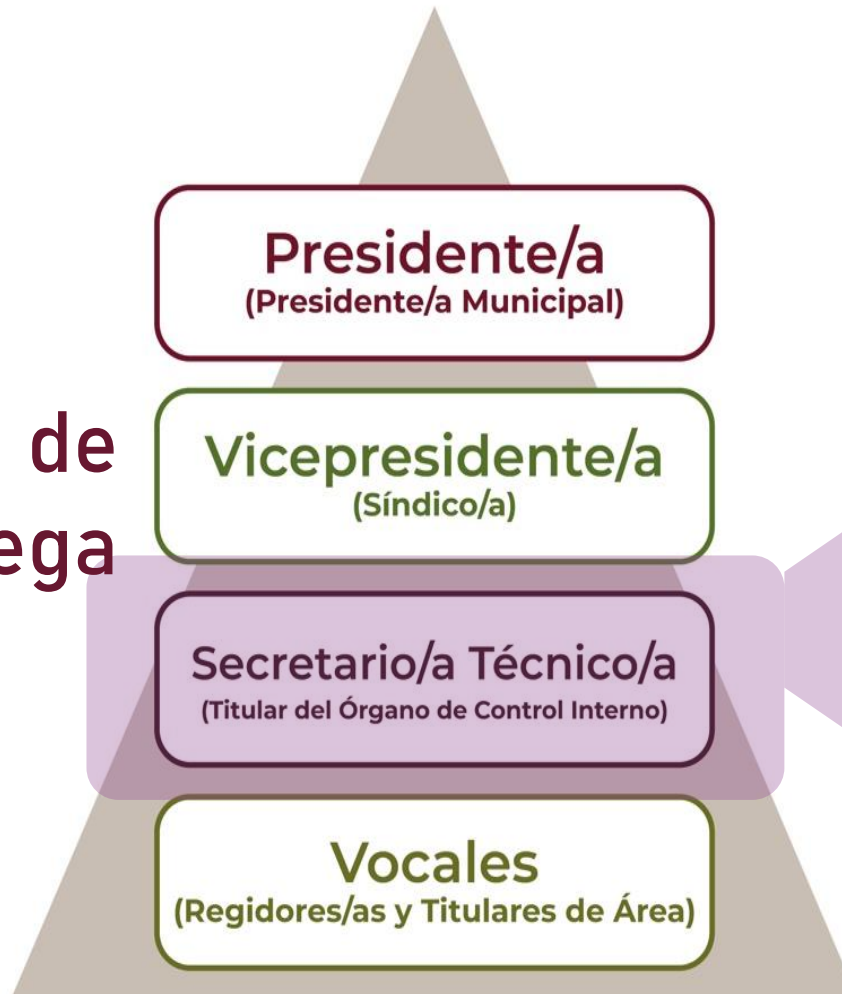 Presidente/a
(Presidente/a Municipal)
de
Vicepresidente/a
(Síndico/a)
ega
Secretario/a Técnico/a
(Titular del Órgano de Control Interno)
Vocales
(Regidores/as y Titulares de Área)